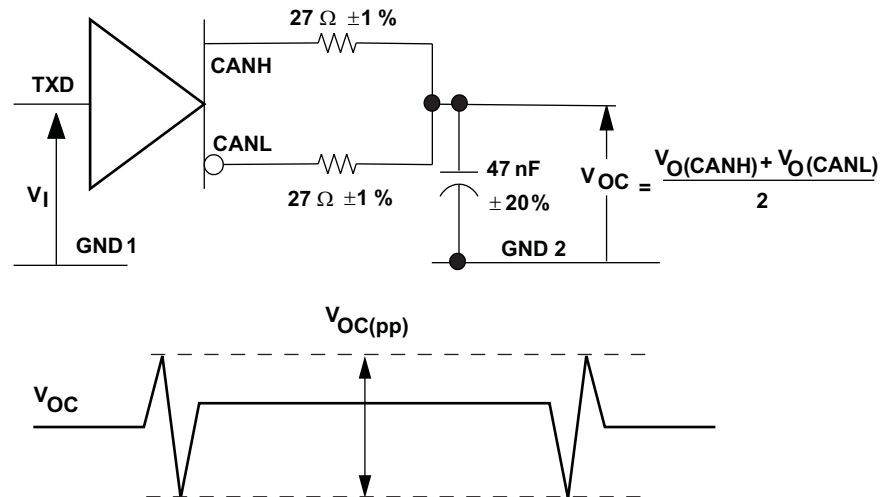 27 Ω ±1 %
CANH
TXD
CANL
V_I
27 Ω ±1 %
47 nF
±20%
V_OC = (V_O(CANH) + V_O(CANL)) / 2
GND 1
GND 2
V_OC(pp)
V_OC